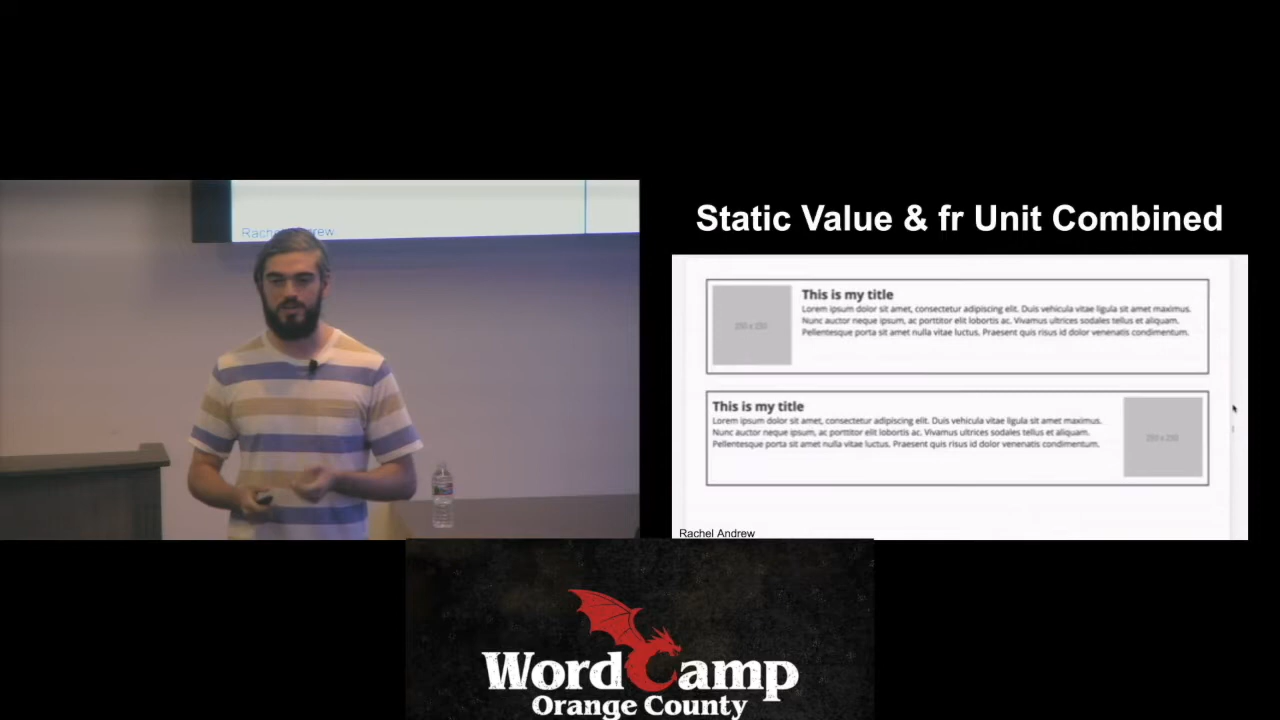 Rachel Andrew
Static Value & fr Unit Combined
This is my title
Lorem ipsum dolor sit amet, consectetur adipiscing elit. Duis vehicula vitae ligula sit amet maximus.
Nunc auctor neque ipsum, ac porttitor elit lobortis ac. Vivamus ultrices sodales tellus et aliquam.
Pellentesque porta sit amet nulla vitae luctus. Praesent quis risus id dolor venenatis condimentum.
This is my title
Lorem ipsum dolor sit amet, consectetur adipiscing elit. Duis vehicula vitae ligula sit amet maximus.
Nunc auctor neque ipsum, ac porttitor elit lobortis ac. Vivamus ultrices sodales tellus et aliquam.
Pellentesque porta sit amet nulla vitae luctus. Praesent quis risus id dolor venenatis condimentum.
Rachel Andrew
WordCamp
Orange County